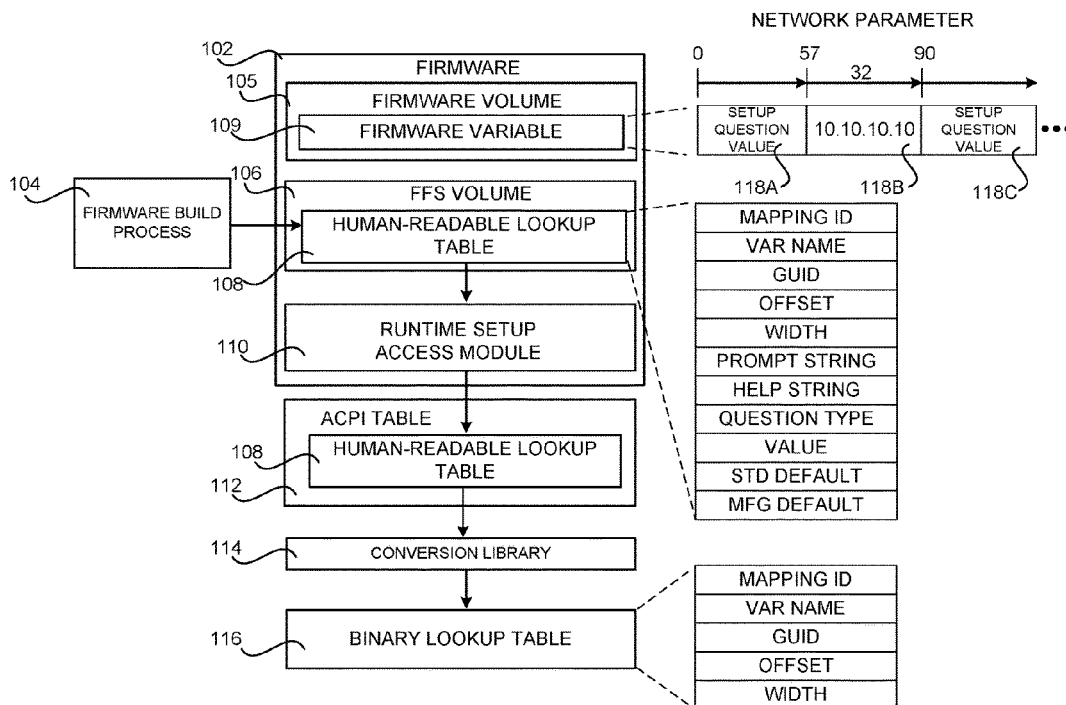 NETWORK PARAMETER
0
57
90
32
102
FIRMWARE
105
FIRMWARE VOLUME
109
FIRMWARE VARIABLE
SETUP
QUESTION
VALUE
10.10.10.10
SETUP
QUESTION
VALUE
118A
118B
118C
104
FIRMWARE BUILD
PROCESS
106
FFS VOLUME
HUMAN-READABLE LOOKUP
TABLE
108
RUNTIME SETUP
ACCESS MODULE
110
MAPPING ID
VAR NAME
GUID
OFFSET
WIDTH
PROMPT STRING
HELP STRING
QUESTION TYPE
VALUE
STD DEFAULT
MFG DEFAULT
ACPI TABLE
108
HUMAN-READABLE LOOKUP
TABLE
112
114
CONVERSION LIBRARY
116
BINARY LOOKUP TABLE
MAPPING ID
VAR NAME
GUID
OFFSET
WIDTH